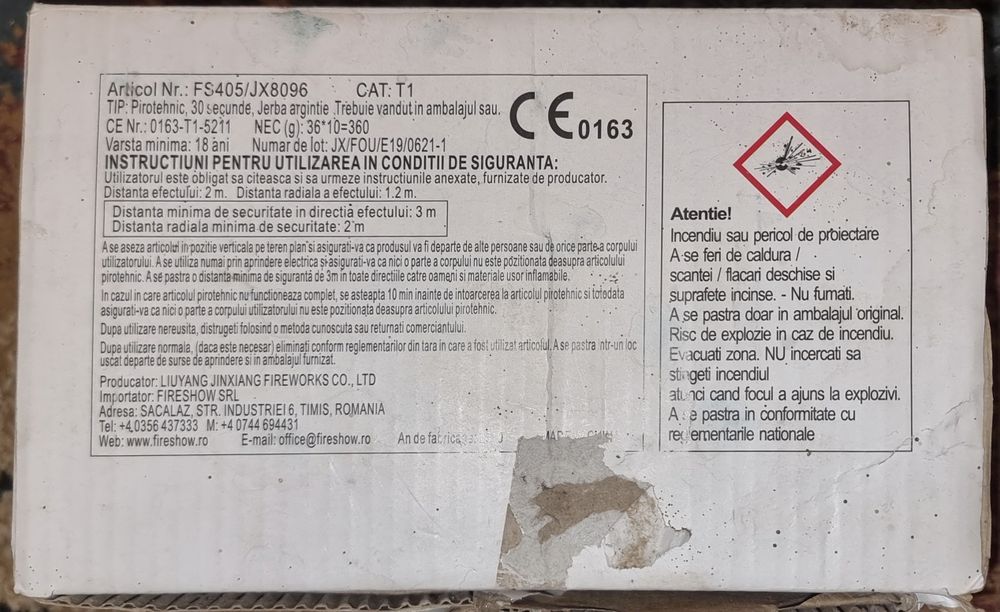 Articol Nr.: FS405/JX8096 CAT: T1
TIP: Pirotehnic, 30 secunde, Jerba argintie .Trebuie vandut in ambalajul sau.
CE Nr.: 0163-T1-5211 NEC (g): 36*10=360
Varsta minima: 18 ani Numar de lot: JX/FOU/E19/0621-1
CE 0163
INSTRUCTIUNI PENTRU UTILIZAREA IN CONDITII DE SIGURANTA:
Utilizatorul este obligat sa citeasca si sa urmeze instructiunile anexate, furnizate de producator.
Distanta efectului: 2 m. Distanta radiala a efectului: 1.2 m.
Distanta minima de securitate in directia efectului: 3 m
Distanta radiala minima de securitate: 2 m
A se aseza articolul in pozitie verticala pe teren plan si asigurati-va ca produsul va fi departe de alte persoane sau de orice parte a corpului
utilizatorului. A se utiliza numai prin aprindere electrica si asigurati-va ca nici o parte a corpului nu este pdzitionata deasupra articolului
pirotehnic. A se pastra o distanta minima de siguranta de 3m in toate directiile catre oameni si materiale usor inflamabile.
In cazul in care articolul pirotehnic nu functioneaza complet, se asteapta 10 min inainte de intoarcerea la articolul pirotehnic si totodata
asigurati-va ca nici o parte a corpului utilizatorului nu este pozitionata deasupra articolului pirotehnic.
Dupa utilizare nereusita, distrugeti folosind o metoda cunoscuta sau returnati comerciantului.
Dupa utilizare normala, (daca este necesar) eliminati conform reglementarilor din tara in care a fost utilizat articolul. A se pastra intr-un loc
uscat departe de surse de aprindere si in ambalajul furnizat.
Producator: LIUYANG JINXIANG FIREWORKS CO., LTD
Importator: FIRESHOW SRL
Adresa: SACALAZ, STR. INDUSTRIEI 6, TIMIS, ROMANIA
Tel: +4,0356 437333 M: +4 0744 694431
Web: www.fireshow.ro E-mail: office@fireshow.ro An de
Atentie!
Incendiu sau pericol de proiectare
A se feri de caldura /
scantei / flacari deschise si
suprafete incinse. - Nu fumati.
A se pastra doar in ambalajul original.
Risc de explozie in caz de incendiu.
Evacuati zona. NU incercati sa
stingeti incendiul
atunci cand focul a ajuns la explozivi.
A se pastra in conformitate cu
reglementarile nationale